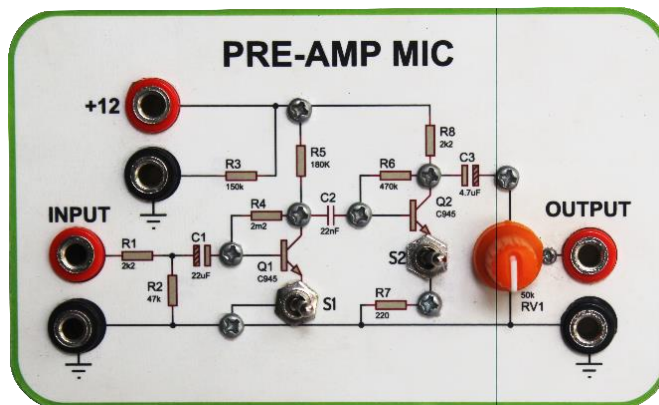 PRE-AMP MIC
+12
R8
2k2
R5
180K
R3
150k
R6
470k
C3
4.7uF
INPUT
R4
2m2
C2
22nF
Q2
C945
OUTPUT
R1
2k2
C1
22uF
Q1
C945
S2
R2
47k
S1
R7
220
50k
RV1